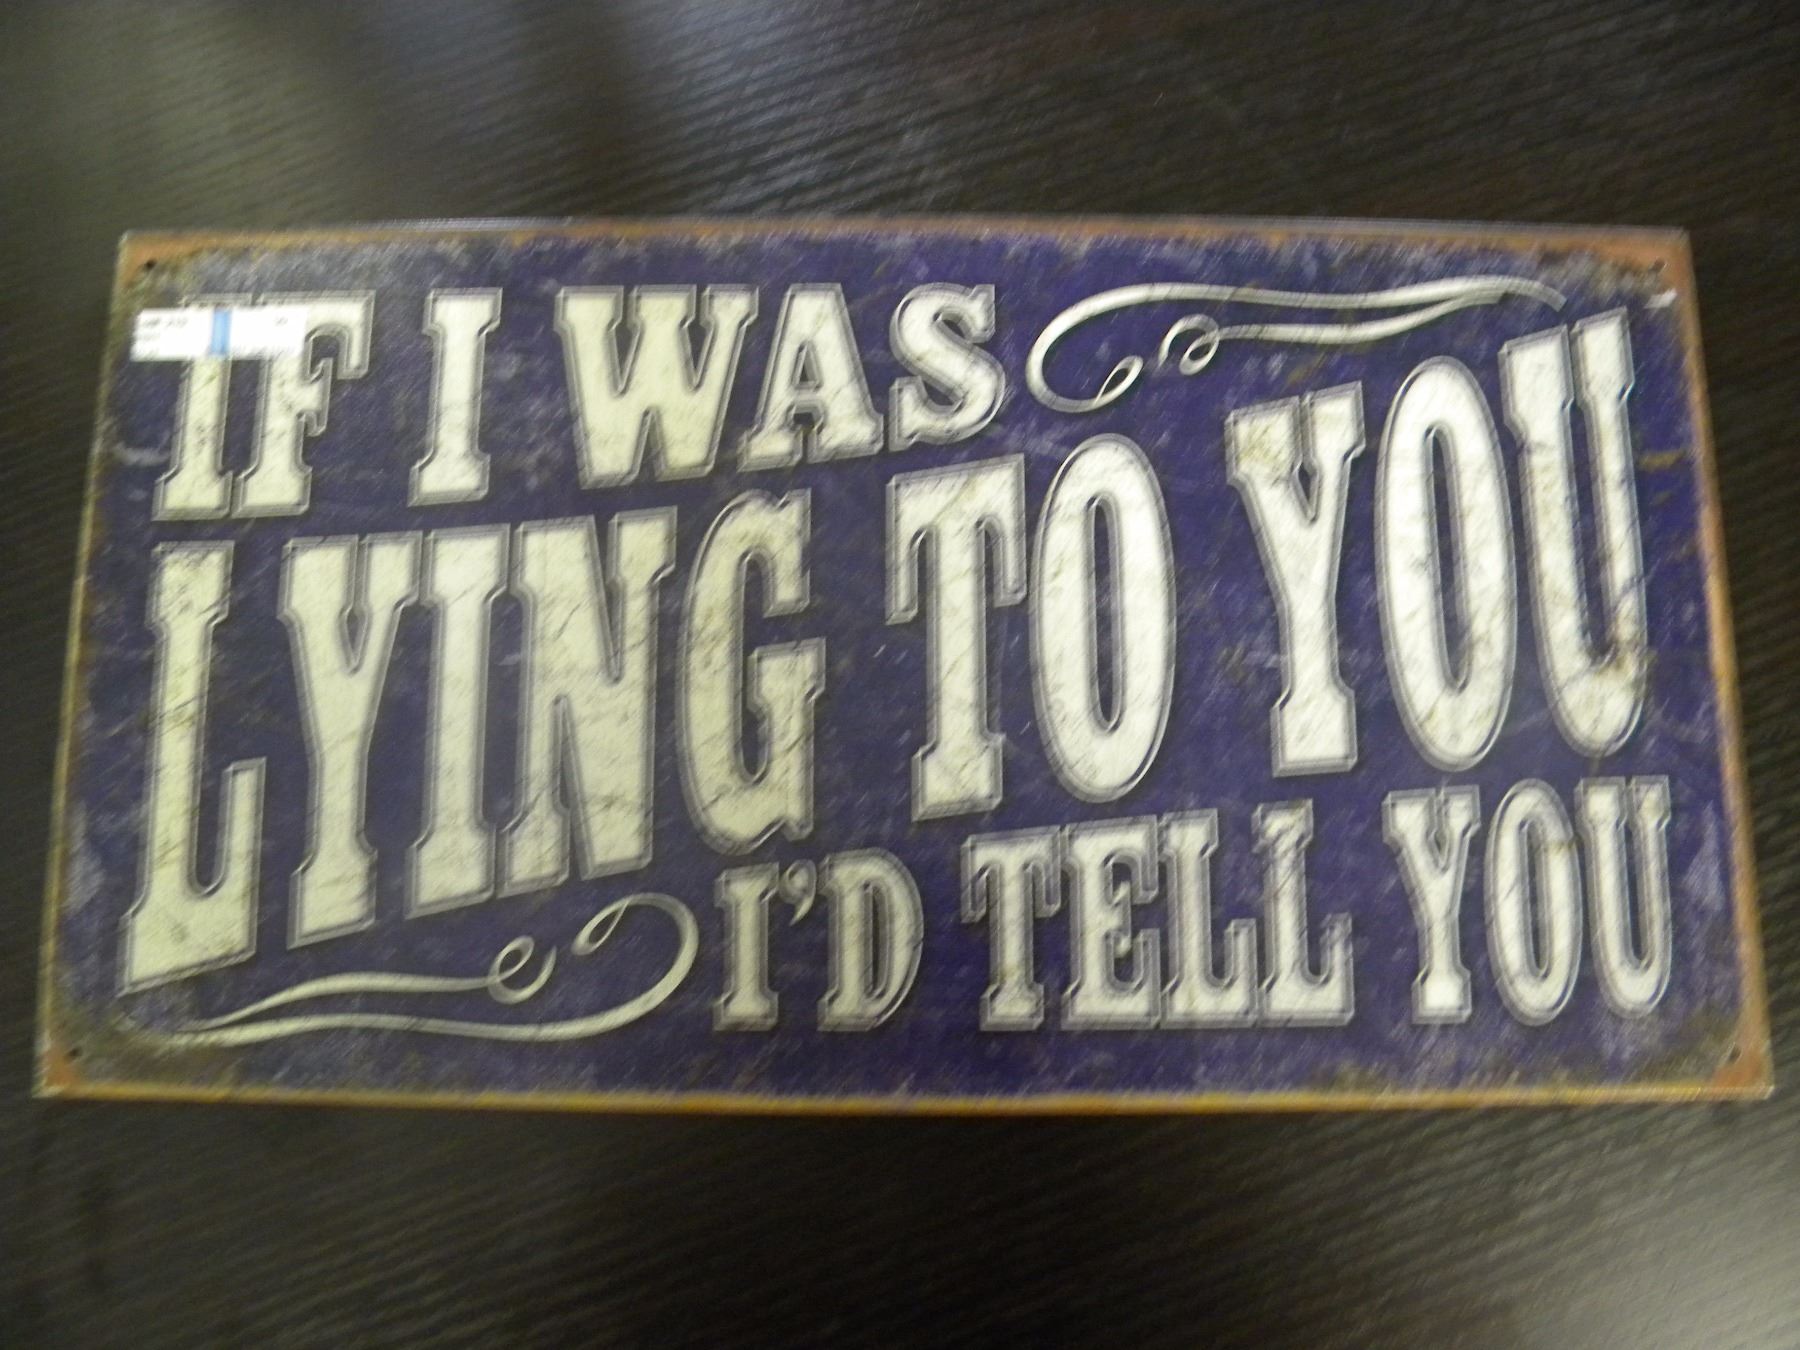 IF I WAS
LYING TO YOU
I'D TELL YOU